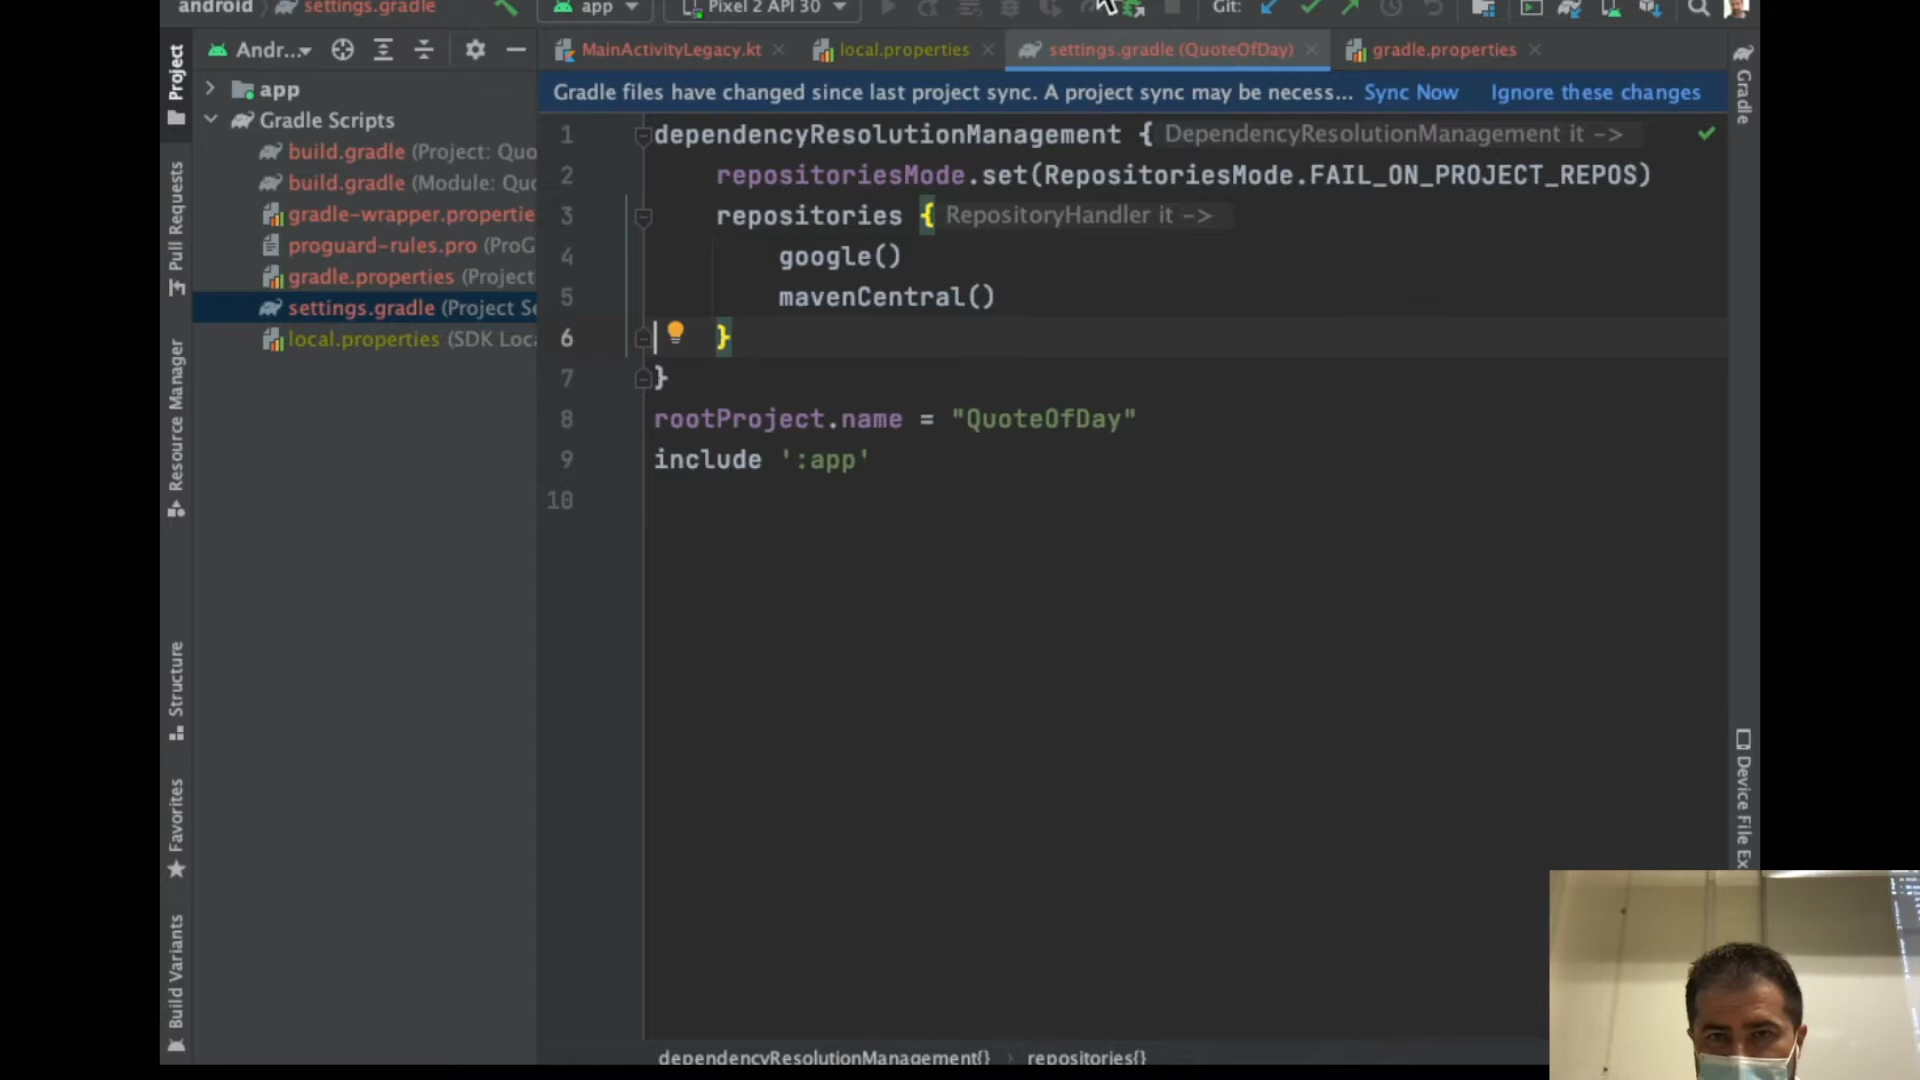 android settings.gradle app Pixel 2 API 30 Git:
Project Andr... MainActivityLegacy.kt local.properties settings.gradle (QuoteOfDay) gradle.properties Gradle
Gradle files have changed since last project sync. A project sync may be necess... Sync Now Ignore these changes
app
Gradle Scripts
build.gradle (Project: Quo
build.gradle (Module: Quo
gradle-wrapper.propertie
proguard-rules.pro (ProG
gradle.properties (Project
settings.gradle (Project Se
local.properties (SDK Loca
Pull Requests
Resource Manager
Structure
Favorites
Build Variants
1 dependencyResolutionManagement { DependencyResolutionManagement it ->
2 repositoriesMode.set(RepositoriesMode.FAIL_ON_PROJECT_REPOS)
3 repositories { RepositoryHandler it ->
4 google()
5 mavenCentral()
6 }
7 }
8 rootProject.name = "QuoteOfDay"
9 include ':app'
10
Device File Ex
dependencyResolutionManagement{} › repositories{}